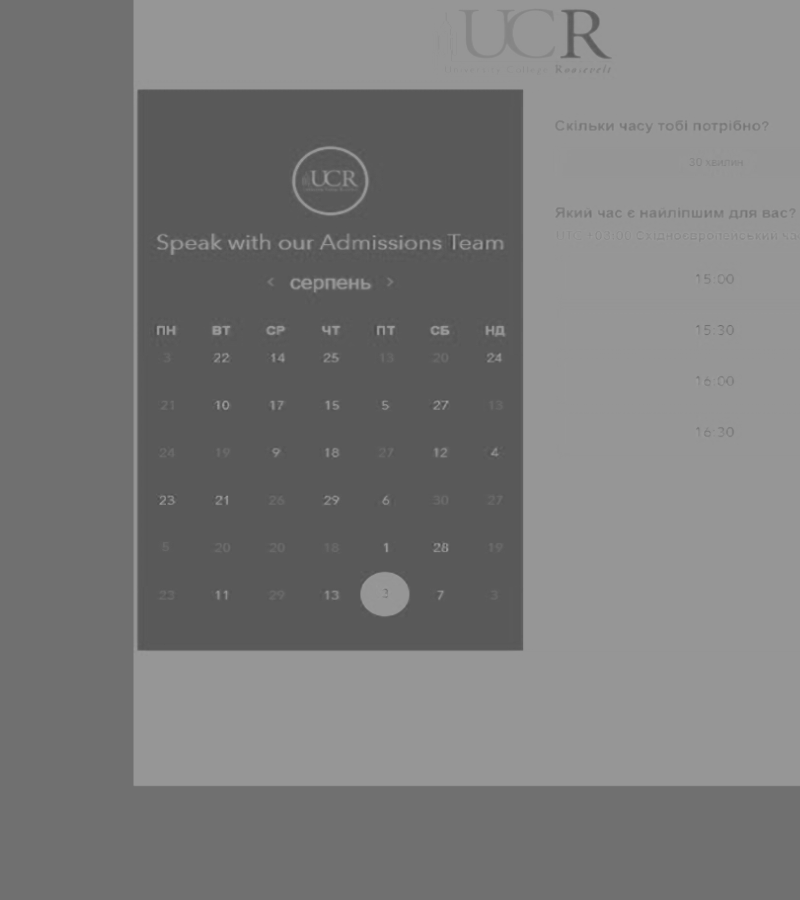 UCR
Roosevelt
UCR
Speak with our Admissions Team
‹ серпень ›
ПН ВТ СР ЧТ ПТ СБ НД
3 22 14 25 13 20 24
21 10 17 15 5 27 13
24 19 9 18 27 12 4
23 21 26 29 6 30 27
5 20 20 18 1 28 19
23 11 29 13 2 7 3
Скільки часу тобі потрібно?
30 хвилин
Який час є найліпшим для вас?
UTC +03:00 Східноєвропейський
15:00
15:30
16:00
16:30